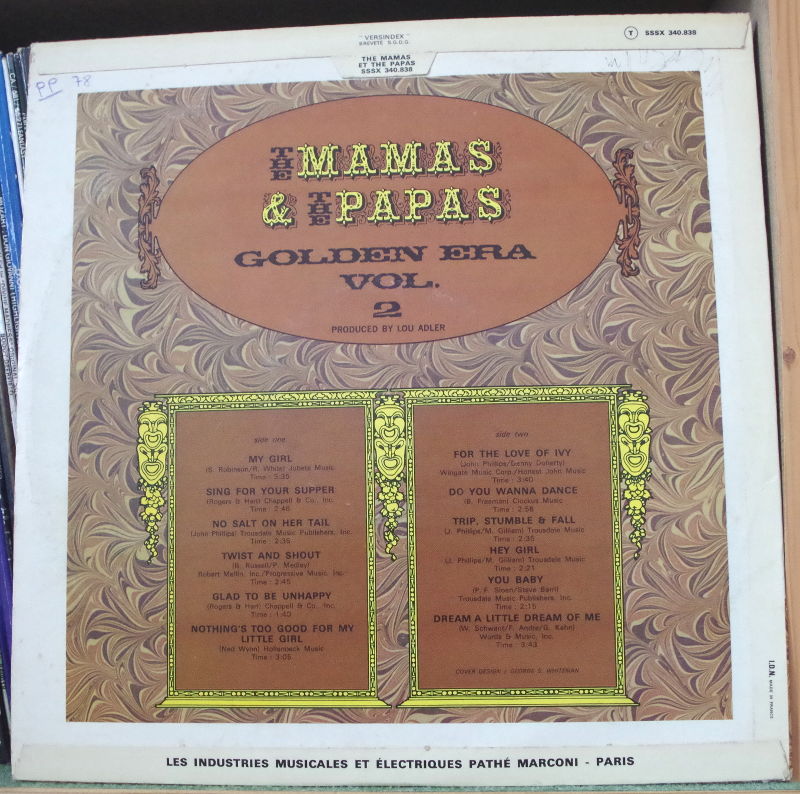 " VERSINDEX "
BREVETÉ S.G.D.G.
T SSSX 340.838
THE MAMAS
ET THE PAPAS
SSSX 340.838
PP 78
THE MAMAS
& THE PAPAS
GOLDEN ERA
VOL.
2
PRODUCED BY LOU ADLER
side one
MY GIRL
(S. Robinson/R. White) Jubete Music
Time : 3:35
SING FOR YOUR SUPPER
(Rogers & Hart) Chappell & Co., Inc.
Time : 2:46
NO SALT ON HER TAIL
(John Phillips) Trousdale Music Publishers, Inc.
Time : 2:35
TWIST AND SHOUT
(B. Russell/P. Medley)
Robert Mellin, Inc./Progressive Music, Inc.
Time : 2:45
GLAD TO BE UNHAPPY
(Rogers & Hart) Chappell & Co., Inc.
Time : 1:40
NOTHING'S TOO GOOD FOR MY
LITTLE GIRL
(Ned Wynn) Hollenbeck Music
Time : 3:05
side two
FOR THE LOVE OF IVY
(John Phillips/Denny Doherty)
Wingate Music Corp./Honest John Music
Time : 3:40
DO YOU WANNA DANCE
(B. Freeman) Clockus Music
Time : 2:56
TRIP, STUMBLE & FALL
(J. Phillips/M. Gilliam) Trousdale Music
Time : 2:35
HEY GIRL
(J. Phillips/M. Gilliam) Trousdale Music
Time : 2:21
YOU BABY
(P. F. Sloan/Steve Barri)
Trousdale Music Publishers, Inc.
Time : 2:15
DREAM A LITTLE DREAM OF ME
(W. Schwant/F. Andre/G. Kahn)
Words & Music, Inc.
Time : 3:43
COVER DESIGN : GEORGE S. WHITEMAN
I.D.N. MADE IN FRANCE
LES INDUSTRIES MUSICALES ET ÉLECTRIQUES PATHÉ MARCONI - PARIS